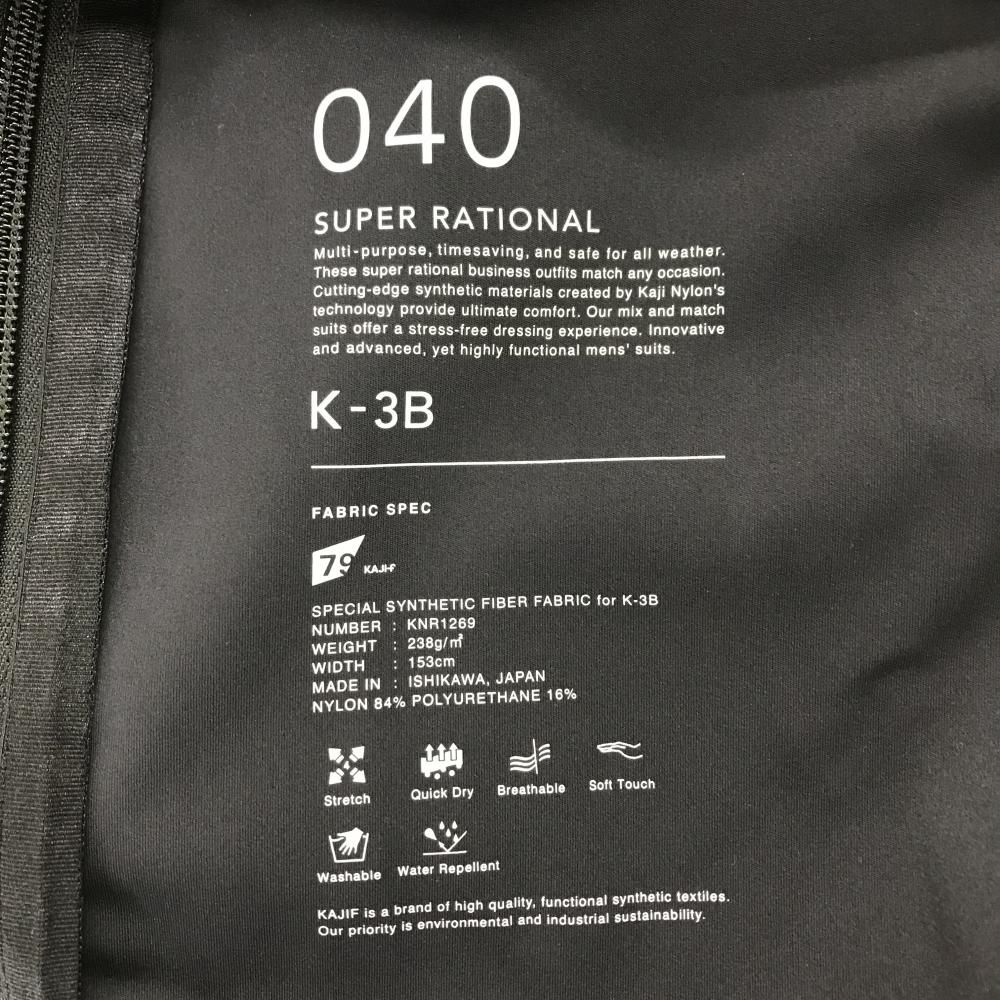 040
SUPER RATIONAL
Multi-purpose, timesaving, and safe for all weather.
These super rational business outfits match any occasion.
Cutting-edge synthetic materials created by Kaji Nylon's
technology provide ultimate comfort. Our mix and match
suits offer a stress-free dressing experience. Innovative
and advanced, yet highly functional mens' suits.
K-3B
FABRIC SPEC
79 KAJIF
SPECIAL SYNTHETIC FIBER FABRIC for K-3B
NUMBER : KNR1269
WEIGHT : 238g/㎡
WIDTH : 153cm
MADE IN : ISHIKAWA, JAPAN
NYLON 84% POLYURETHANE 16%
Stretch Quick Dry Breathable Soft Touch
Washable Water Repellent
KAJIF is a brand of high quality, functional synthetic textiles.
Our priority is environmental and industrial sustainability.